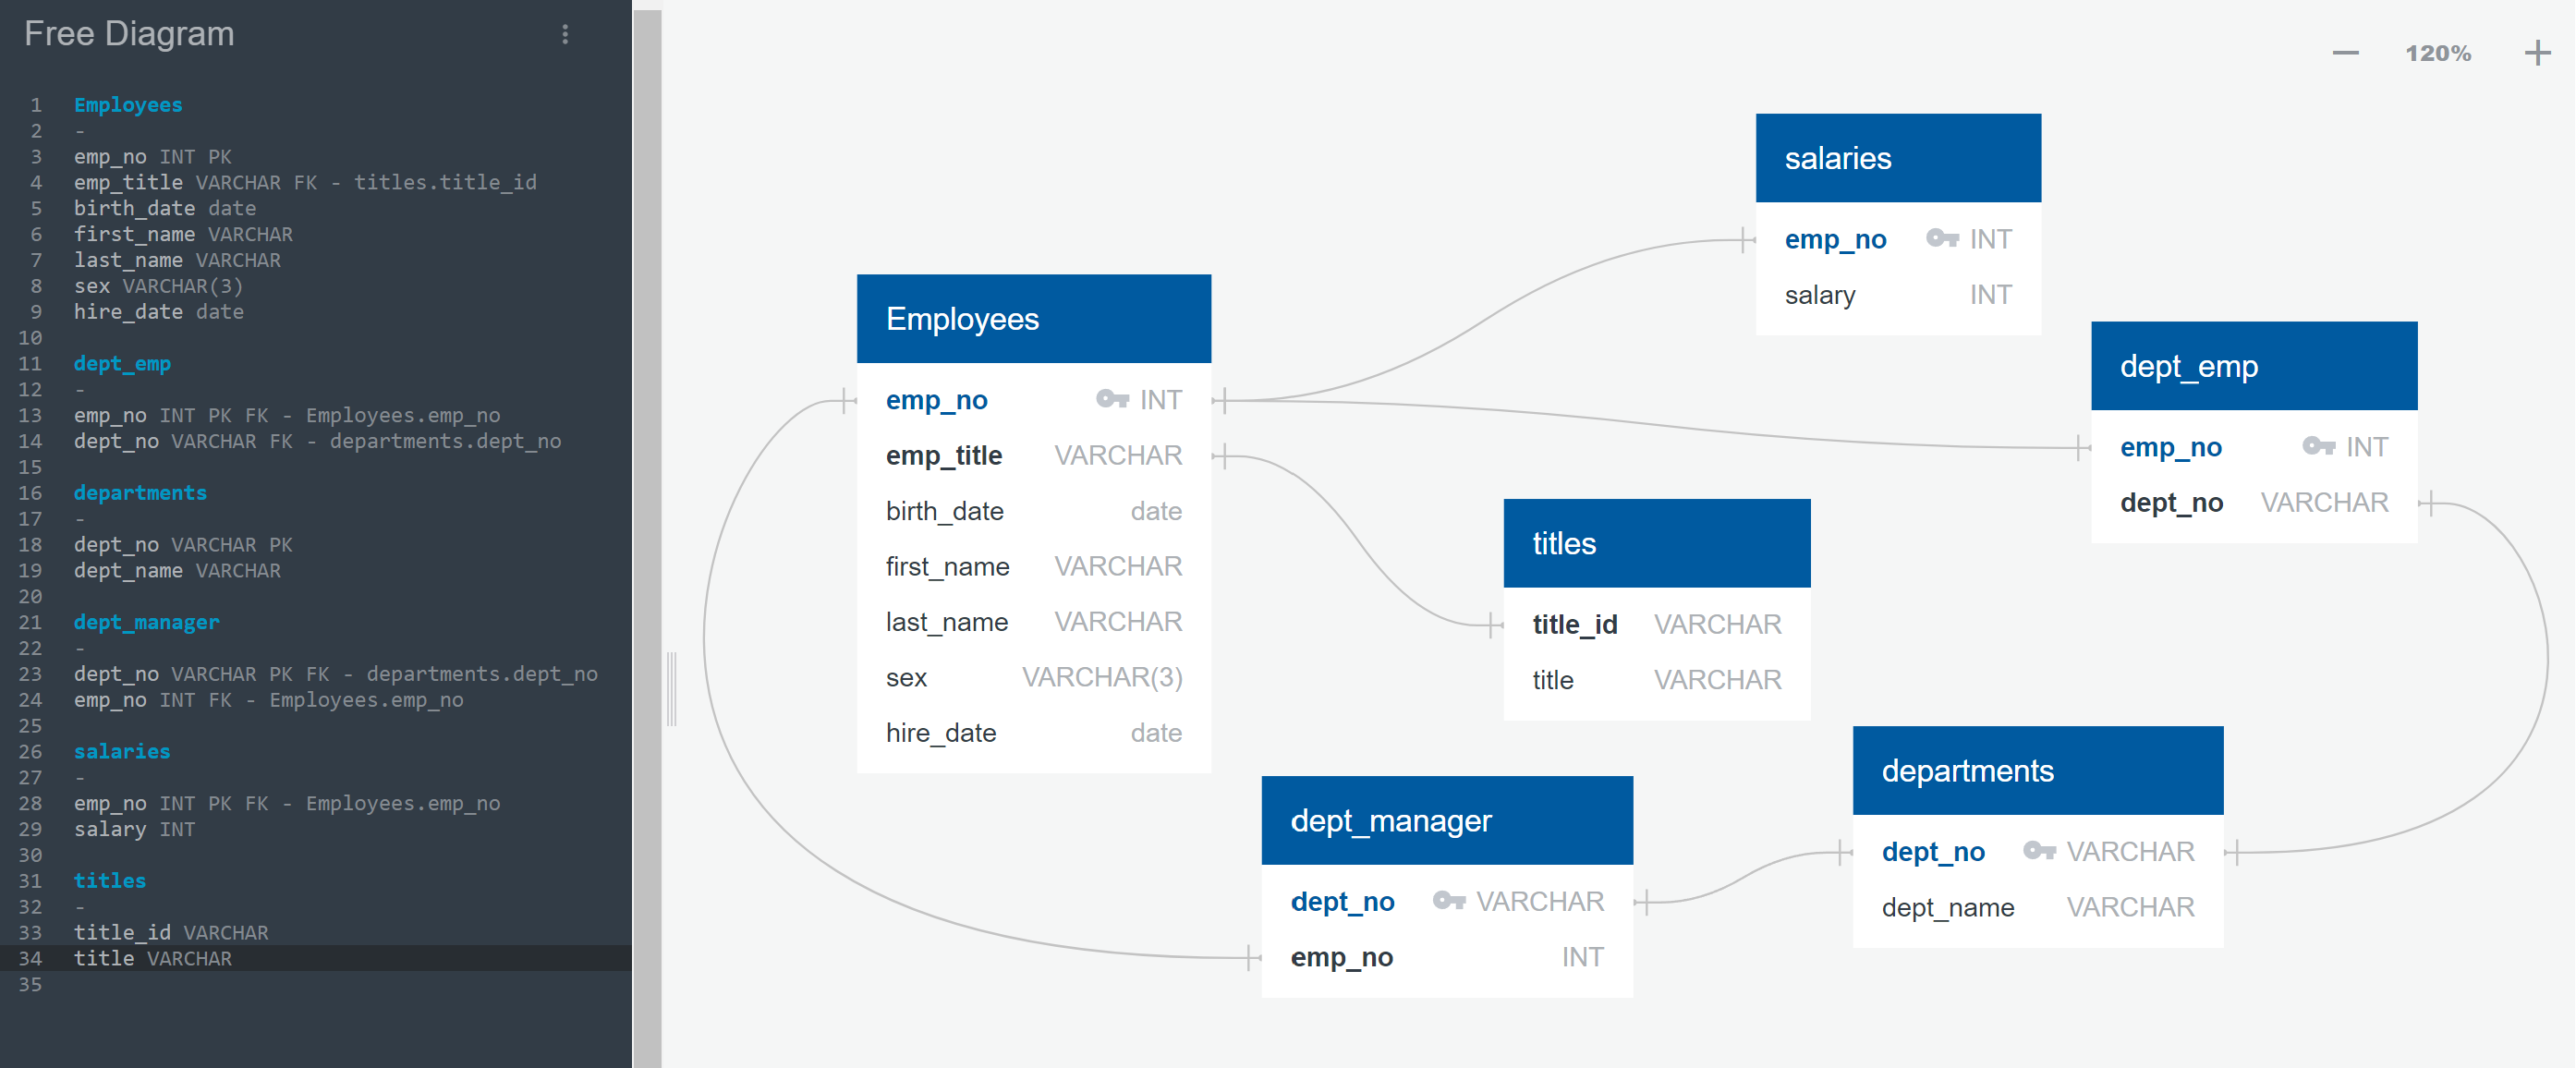 Free Diagram
1 Employees
2 -
3 emp_no INT PK
4 emp_title VARCHAR FK - titles.title_id
5 birth_date date
6 first_name VARCHAR
7 last_name VARCHAR
8 sex VARCHAR(3)
9 hire_date date
10
11 dept_emp
12 -
13 emp_no INT PK FK - Employees.emp_no
14 dept_no VARCHAR FK - departments.dept_no
15
16 departments
17 -
18 dept_no VARCHAR PK
19 dept_name VARCHAR
20
21 dept_manager
22 -
23 dept_no VARCHAR PK FK - departments.dept_no
24 emp_no INT FK - Employees.emp_no
25
26 salaries
27 -
28 emp_no INT PK FK - Employees.emp_no
29 salary INT
30
31 titles
32 -
33 title_id VARCHAR
34 title VARCHAR
35
120%
Employees
emp_no INT
emp_title VARCHAR
birth_date date
first_name VARCHAR
last_name VARCHAR
sex VARCHAR(3)
hire_date date
salaries
emp_no INT
salary INT
dept_emp
emp_no INT
dept_no VARCHAR
titles
title_id VARCHAR
title VARCHAR
dept_manager
dept_no VARCHAR
emp_no INT
departments
dept_no VARCHAR
dept_name VARCHAR